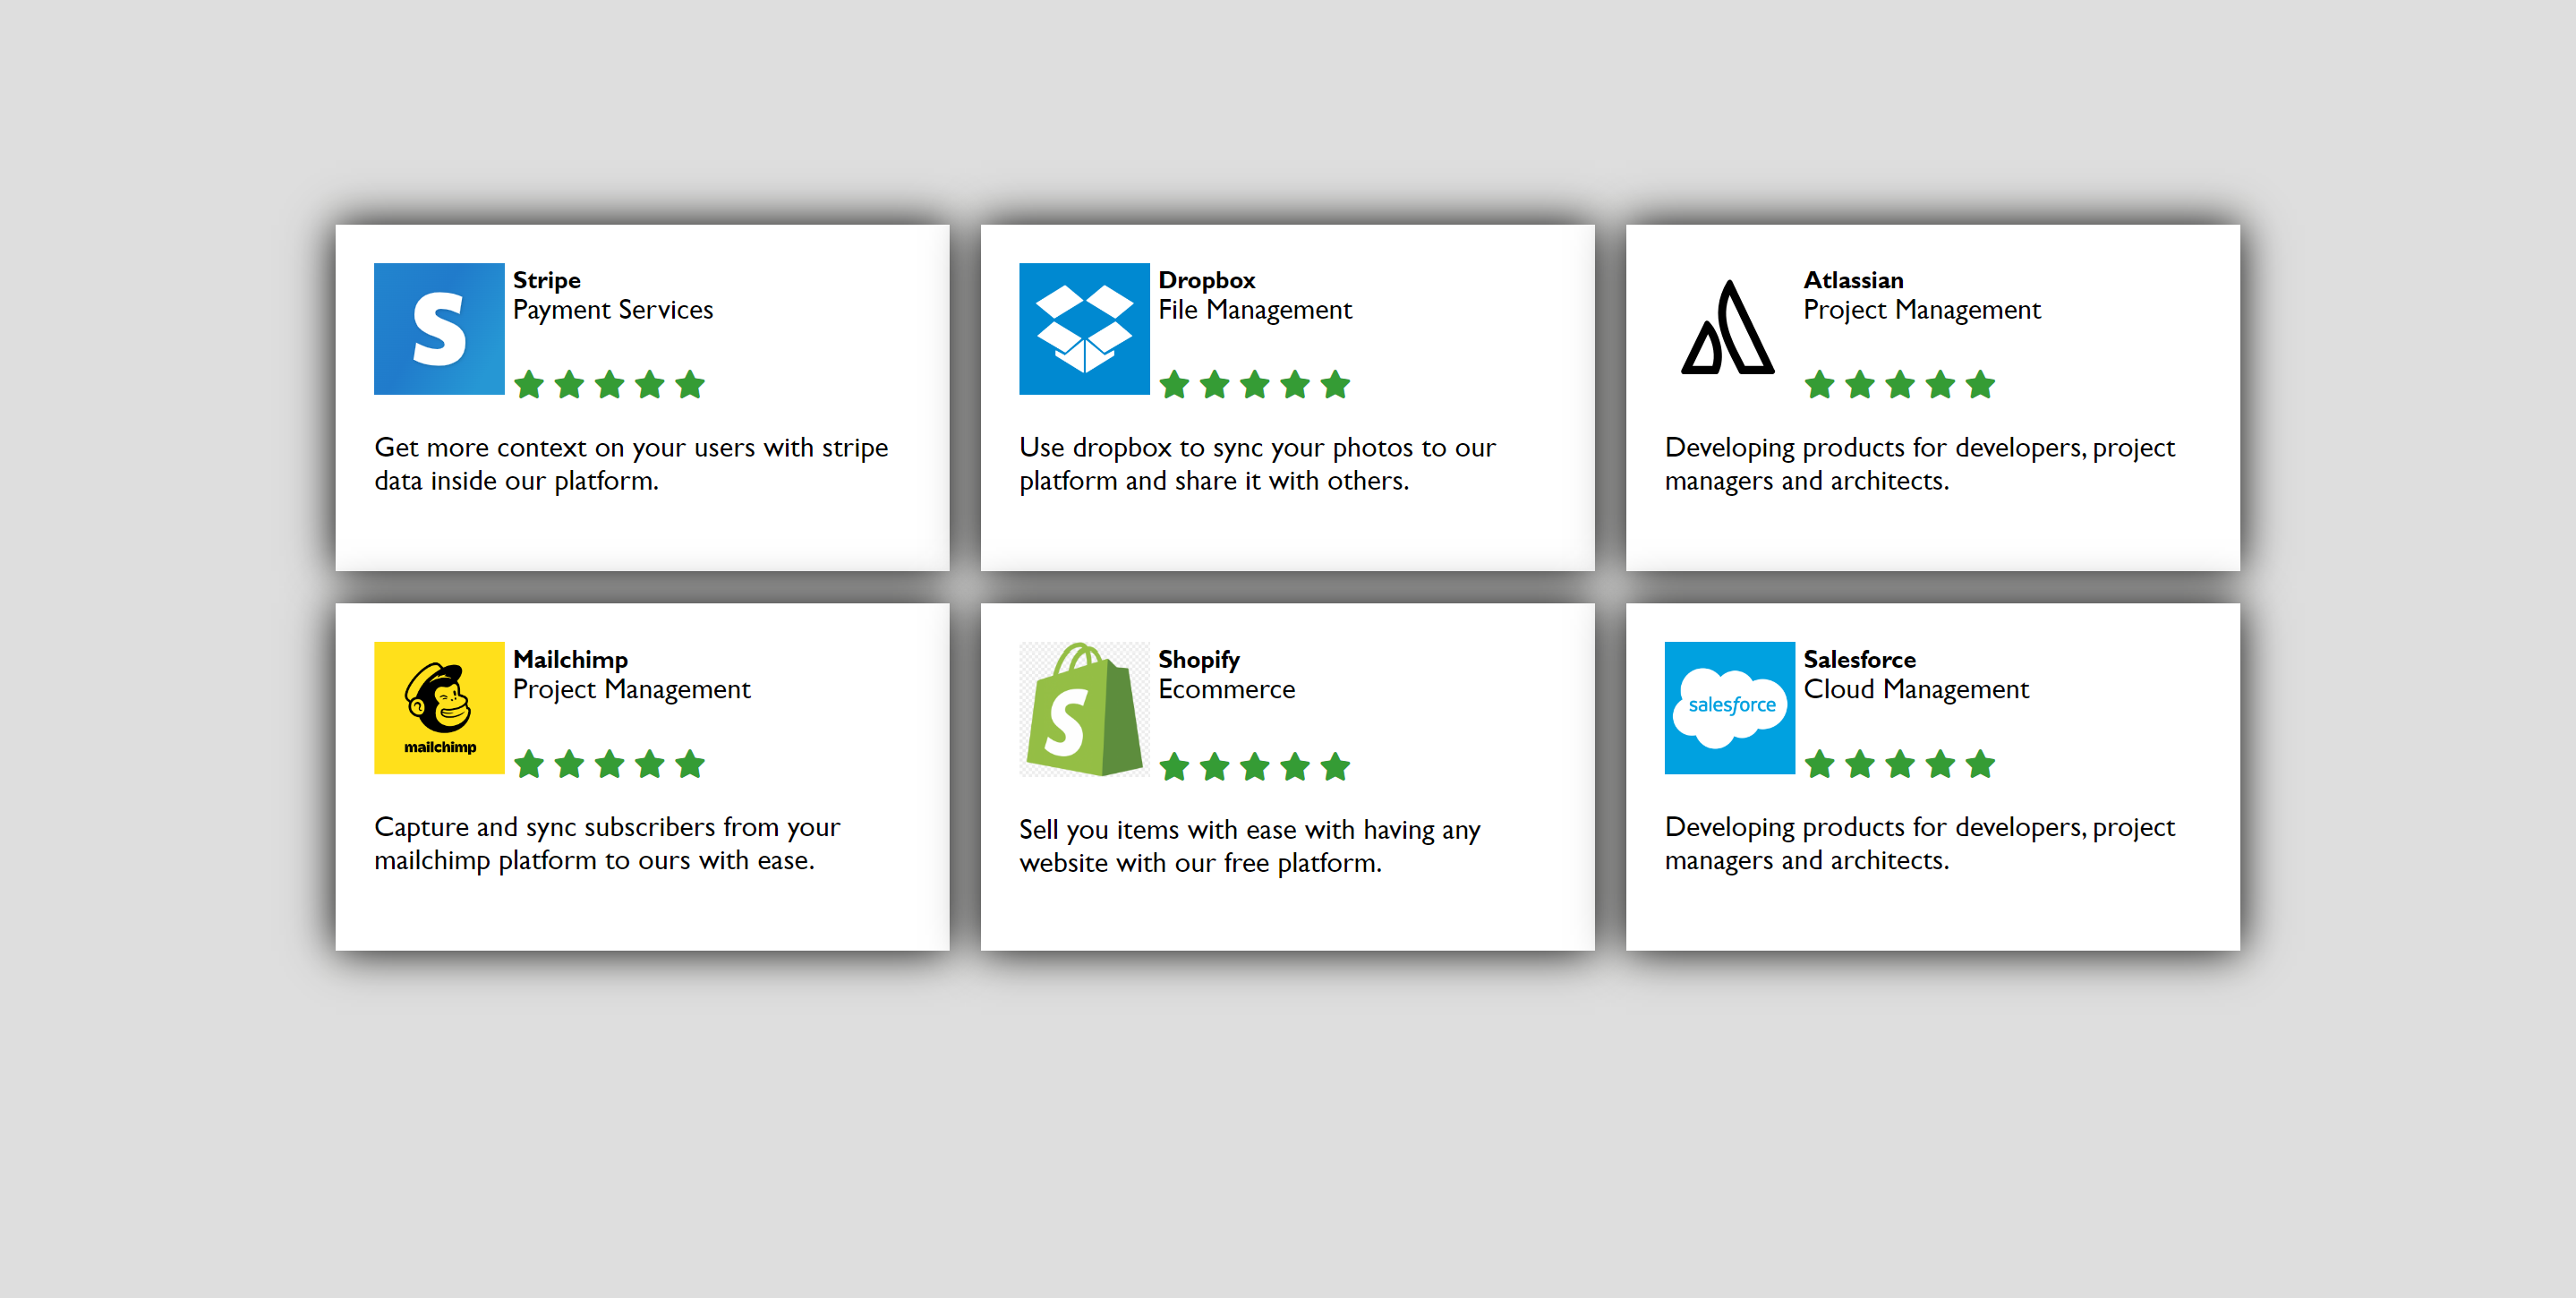 Stripe
Payment Services
Get more context on your users with stripe
data inside our platform.
Dropbox
File Management
Use dropbox to sync your photos to our
platform and share it with others.
Atlassian
Project Management
Developing products for developers, project
managers and architects.
mailchimp
Mailchimp
Project Management
Capture and sync subscribers from your
mailchimp platform to ours with ease.
Shopify
Ecommerce
Sell you items with ease with having any
website with our free platform.
salesforce
Salesforce
Cloud Management
Developing products for developers, project
managers and architects.